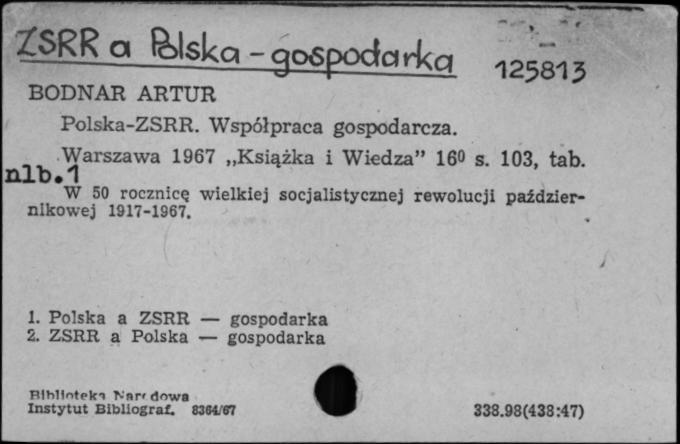 ZSRR a Polska - gospodarka
125813
BODNAR ARTUR
Polska-ZSRR. Współpraca gospodarcza.
Warszawa 1967 „Książka i Wiedza” 16⁰ s. 103, tab.
nlb.1
W 50 rocznicę wielkiej socjalistycznej rewolucji paździer-
nikowej 1917-1967.
1. Polska a ZSRR — gospodarka
2. ZSRR a Polska — gospodarka
Biblioteka Narodowa
Instytut Bibliograf. 8364/67
338.98(438:47)